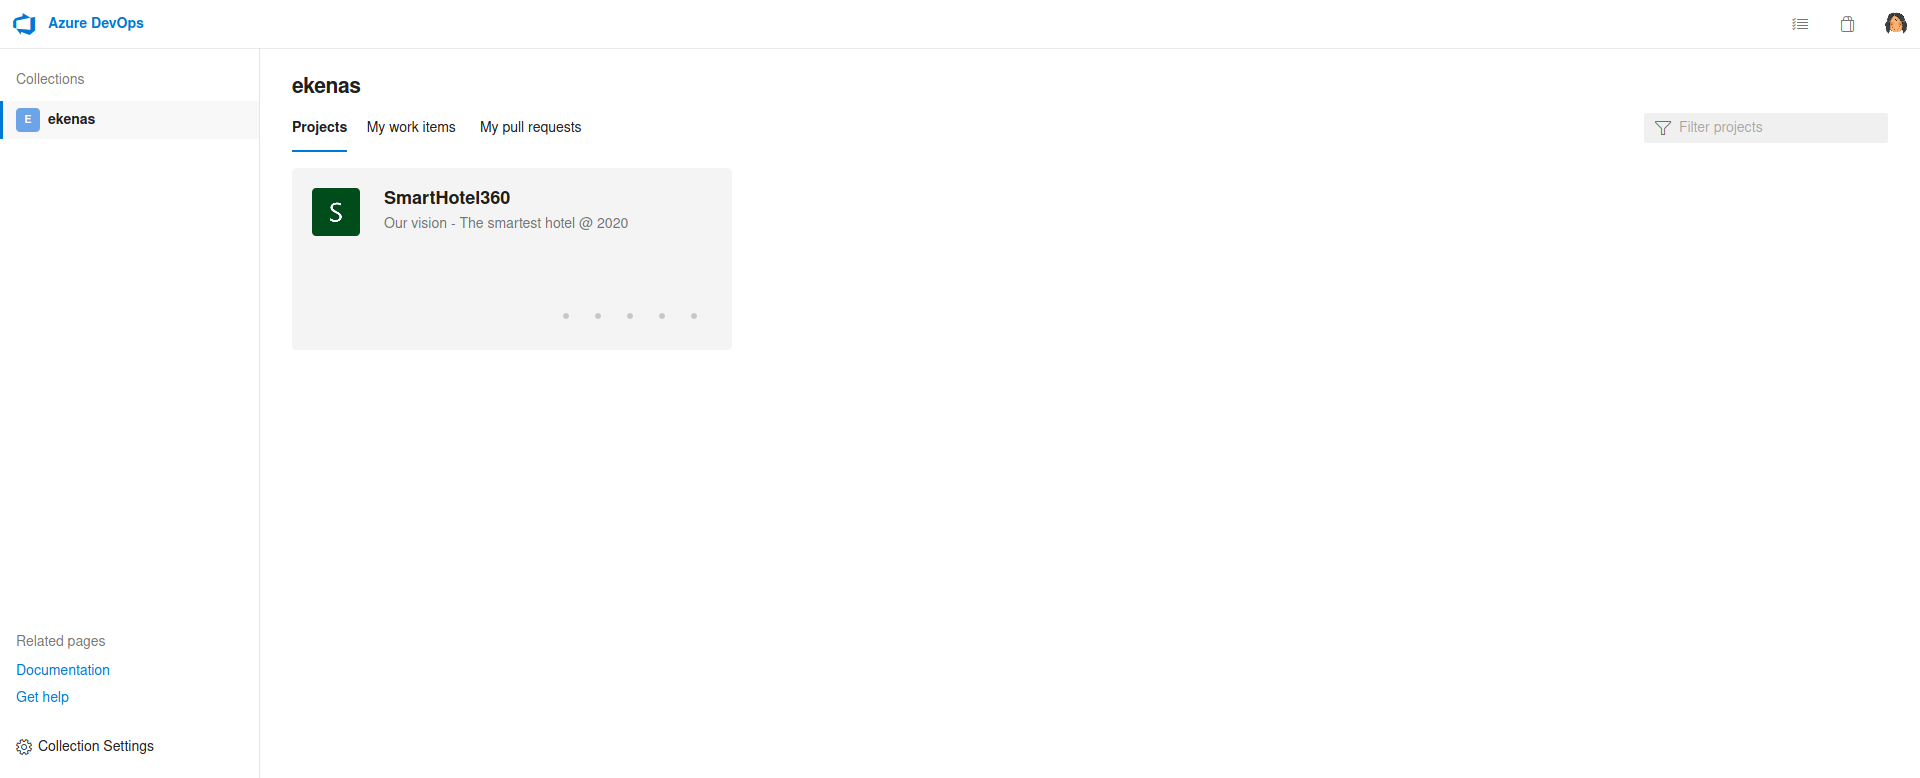 Azure DevOps
Collections
E ekenas
ekenas
Projects My work items My pull requests
Filter projects
S
SmartHotel360
Our vision - The smartest hotel @ 2020
Related pages
Documentation
Get help
Collection Settings